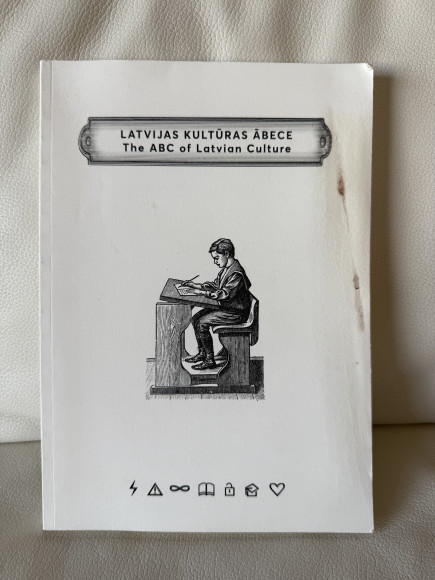 LATVIJAS KULTŪRAS ĀBECE
The ABC of Latvian Culture